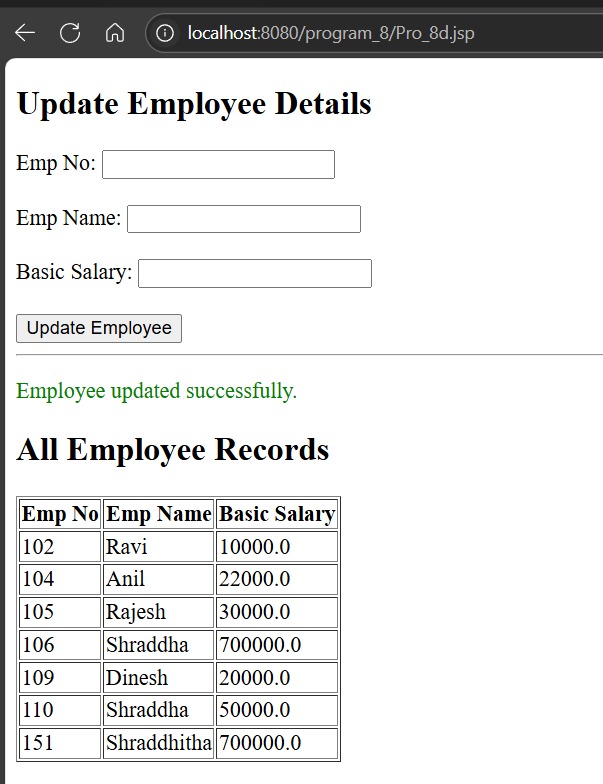 localhost:8080/program_8/Pro_8d.jsp
Update Employee Details
Emp No:
Emp Name:
Basic Salary:
Update Employee
Employee updated successfully.
All Employee Records
Emp No Emp Name Basic Salary
102 Ravi 10000.0
104 Anil 22000.0
105 Rajesh 30000.0
106 Shraddha 700000.0
109 Dinesh 20000.0
110 Shraddha 50000.0
151 Shraddhitha 700000.0